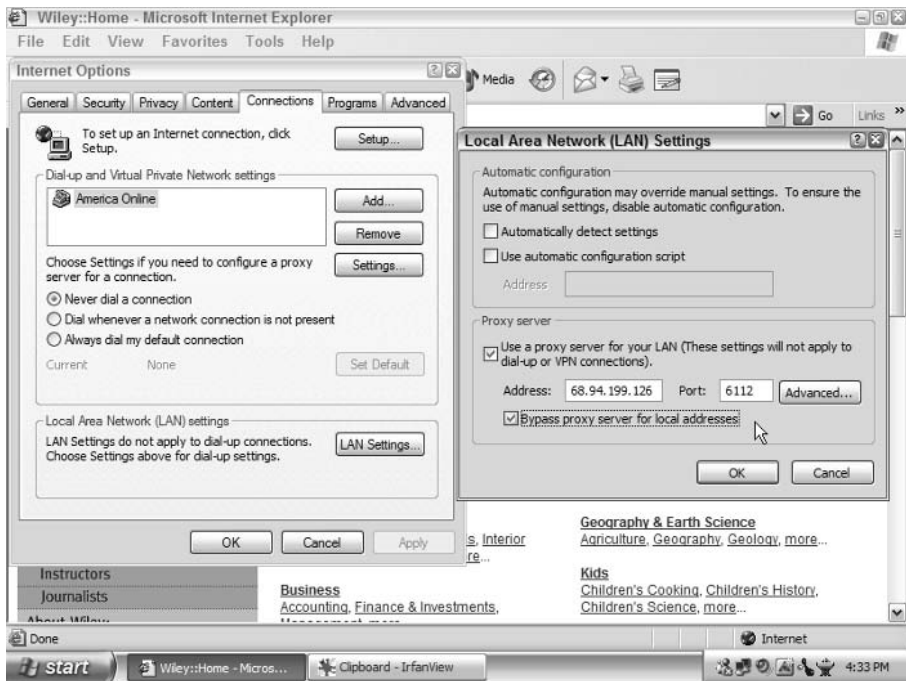 Wiley::Home - Microsoft Internet Explorer
File Edit View Favorites Tools Help
Media
Go Links »
Internet Options
General Security Privacy Content Connections Programs Advanced
To set up an Internet connection, click
Setup.
Setup...
Dial-up and Virtual Private Network settings
America Online
Add...
Remove
Choose Settings if you need to configure a proxy
server for a connection.
Settings...
Never dial a connection
Dial whenever a network connection is not present
Always dial my default connection
Current None Set Default
Local Area Network (LAN) settings
LAN Settings do not apply to dial-up connections.
Choose Settings above for dial-up settings.
LAN Settings...
OK Cancel Apply
Local Area Network (LAN) Settings
Automatic configuration
Automatic configuration may override manual settings. To ensure the
use of manual settings, disable automatic configuration.
Automatically detect settings
Use automatic configuration script
Address
Proxy server
Use a proxy server for your LAN (These settings will not apply to
dial-up or VPN connections).
Address: 68.94.199.126 Port: 6112 Advanced...
Bypass proxy server for local addresses
OK Cancel
s, Interior
re...
Geography & Earth Science
Agriculture, Geography, Geology, more...
Instructors
Journalists
Business
Accounting, Finance & Investments,
Kids
Children's Cooking, Children's History,
Children's Science, more...
Done Internet
start Wiley::Home - Micros... Clipboard - IrfanView 4:33 PM